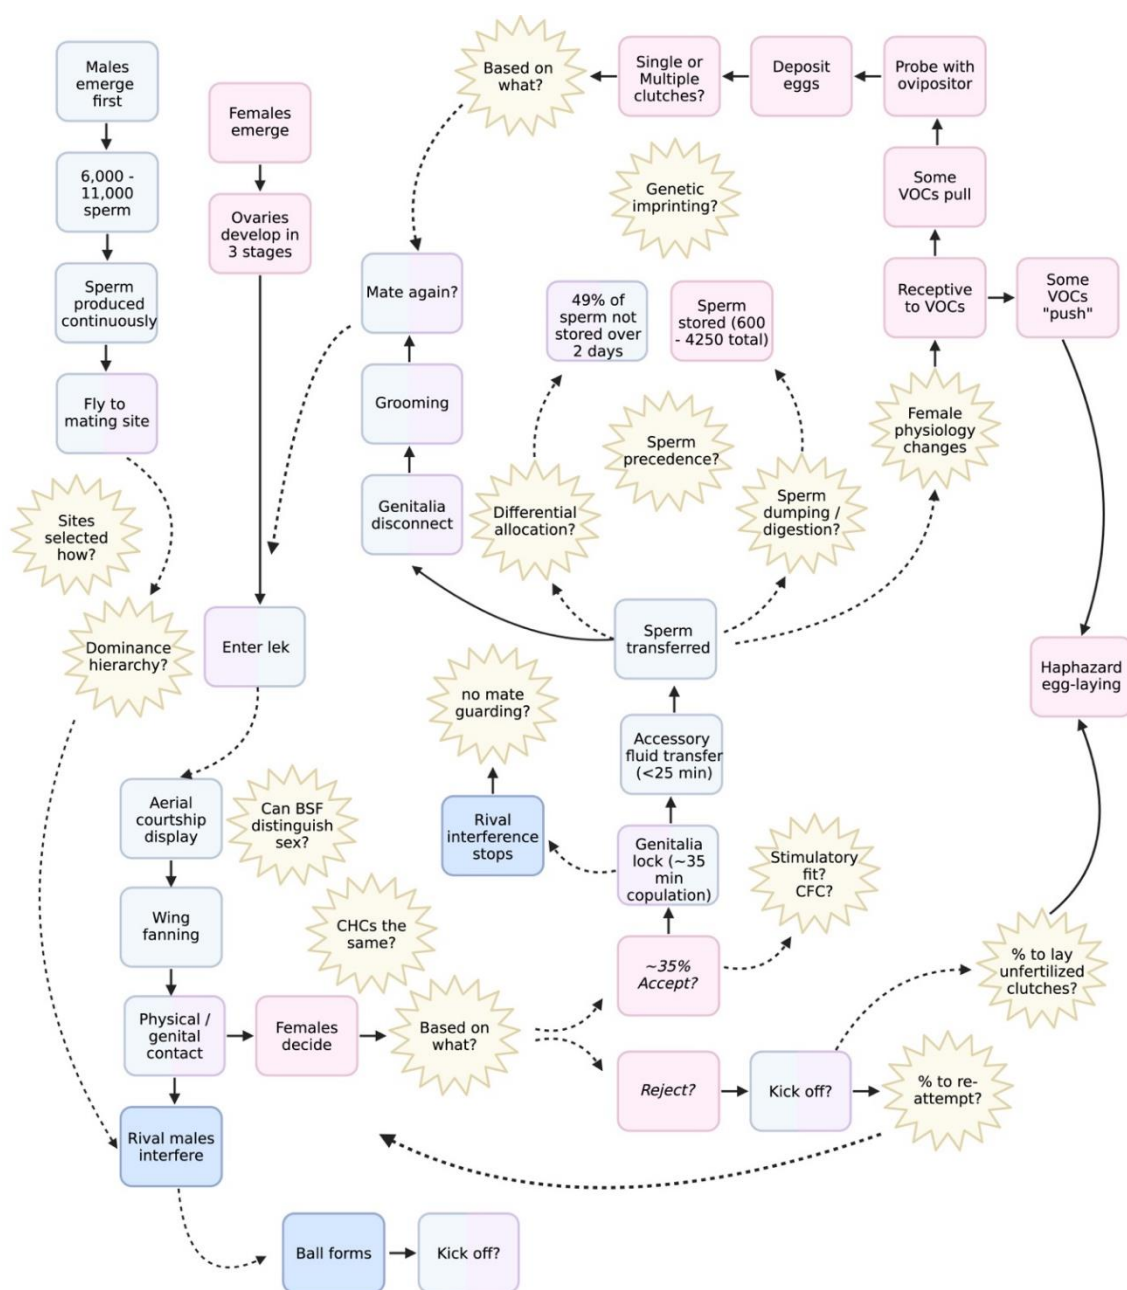 Males
emerge
first
6,000 -
11,000
sperm
Sperm
produced
continuously
Fly to
mating site
Sites
selected
how?
Dominance
hierarchy?
Females
emerge
Ovaries
develop in
3 stages
Enter lek
Aerial
courtship
display
Wing
fanning
Physical /
genital
contact
Rival males
interfere
Ball forms
Kick off?
Can BSF
distinguish
sex?
CHCs the
same?
Females
decide
Based on
what?
~35%
Accept?
Reject?
Kick off?
% to re-
attempt?
% to lay
unfertilized
clutches?
Stimulatory
fit?
CFC?
Genitalia
lock (~35
min
copulation)
Rival
interference
stops
no mate
guarding?
Accessory
fluid transfer
(<25 min)
Sperm
transferred
Genitalia
disconnect
Grooming
Mate again?
Differential
allocation?
49% of
sperm not
stored over
2 days
Sperm
precedence?
Sperm
dumping /
digestion?
Sperm
stored (600
- 4250 total)
Genetic
imprinting?
Female
physiology
changes
Receptive
to VOCs
Some
VOCs
"push"
Haphazard
egg-laying
Some
VOCs pull
Probe with
ovipositor
Deposit
eggs
Single or
Multiple
clutches?
Based on
what?